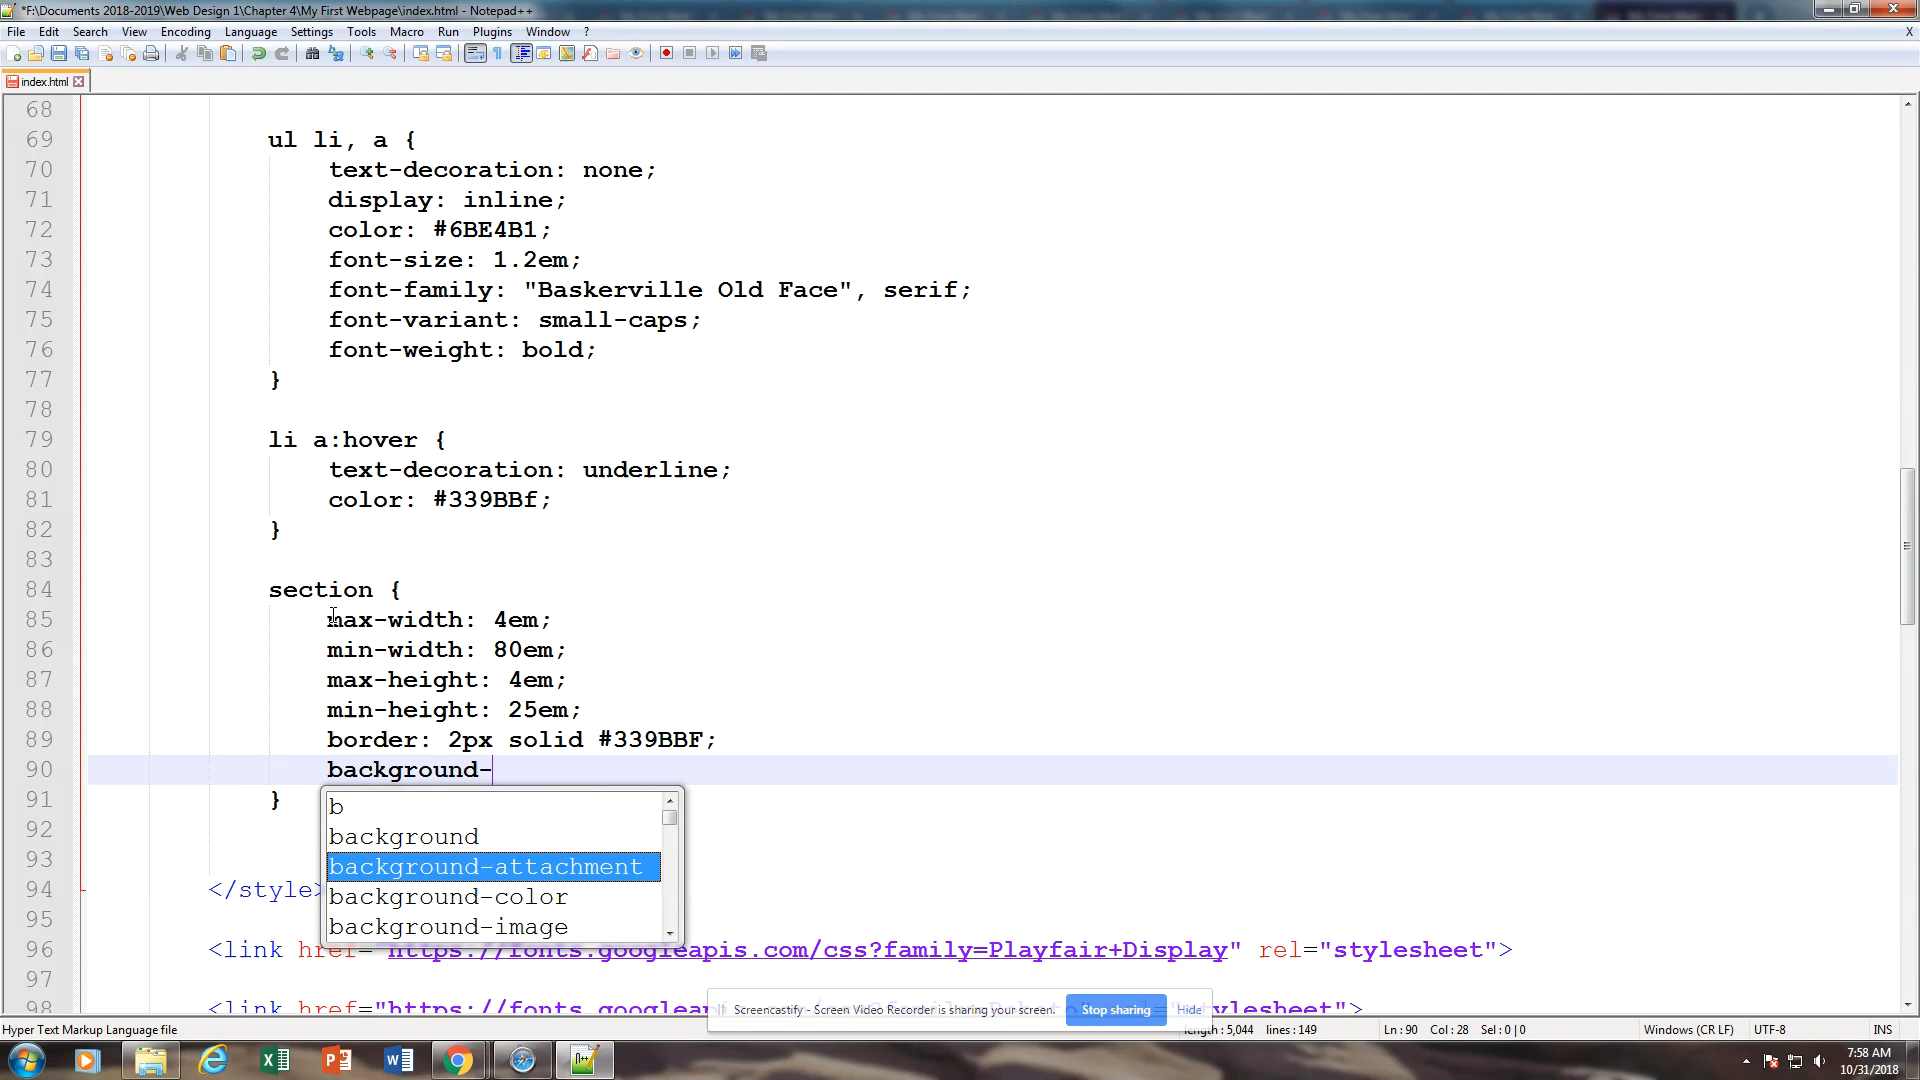 *F:\Documents 2018-2019\Web Design 1\Chapter 4\My First Webpage\index.html - Notepad++
File Edit Search View Encoding Language Settings Tools Macro Run Plugins Window ?
X
index.html
68
69 ul li, a {
70 text-decoration: none;
71 display: inline;
72 color: #6BE4B1;
73 font-size: 1.2em;
74 font-family: "Baskerville Old Face", serif;
75 font-variant: small-caps;
76 font-weight: bold;
77 }
78
79 li a:hover {
80 text-decoration: underline;
81 color: #339BBf;
82 }
83
84 section {
85 max-width: 4em;
86 min-width: 80em;
87 max-height: 4em;
88 min-height: 25em;
89 border: 2px solid #339BBF;
90 background-
91 }
b
92
background
93
background-attachment
94 </style>
background-color
95
background-image
96 <link href="https://fonts.googleapis.com/css?family=Playfair+Display" rel="stylesheet">
97
98 <link href="https://fonts.googleap
stylesheet">
Screencastify - Screen Video Recorder is sharing your screen. Stop sharing Hide
Hyper Text Markup Language file
length : 5,044 lines : 149 Ln : 90 Col : 28 Sel : 0 | 0 Windows (CR LF) UTF-8 INS
7:58 AM
10/31/2018